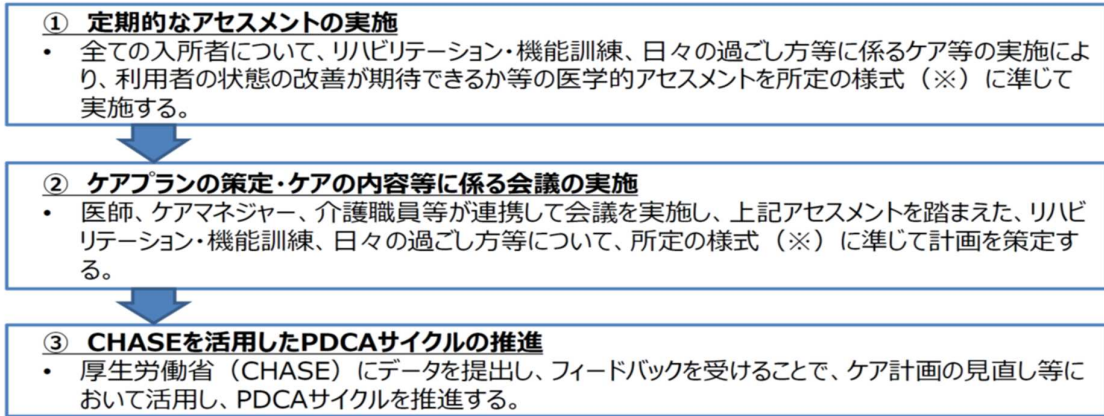 ① 定期的なアセスメントの実施
• 全ての入所者について、リハビリテーション・機能訓練、日々の過ごし方等に係るケア等の実施によ
り、利用者の状態の改善が期待できるか等の医学的アセスメントを所定の様式（※）に準じて
実施する。
② ケアプランの策定・ケアの内容等に係る会議の実施
• 医師、ケアマネジャー、介護職員等が連携して会議を実施し、上記アセスメントを踏まえた、リハビ
リテーション・機能訓練、日々の過ごし方等について、所定の様式（※）に準じて計画を策定す
る。
③ CHASEを活用したPDCAサイクルの推進
• 厚生労働省（CHASE）にデータを提出し、フィードバックを受けることで、ケア計画の見直し等に
おいて活用し、PDCAサイクルを推進する。